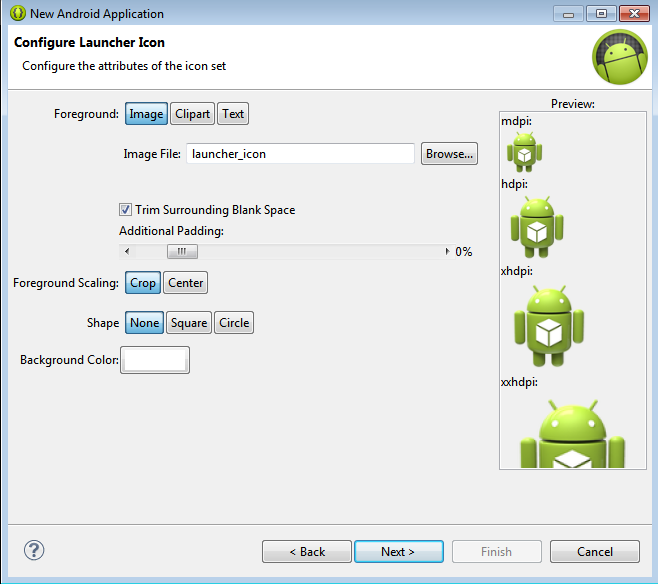 New Android Application
Configure Launcher Icon
Configure the attributes of the icon set
Foreground: Image Clipart Text
Image File: launcher_icon Browse...
Trim Surrounding Blank Space
Additional Padding:
0%
Foreground Scaling: Crop Center
Shape None Square Circle
Background Color:
Preview:
mdpi:
hdpi:
xhdpi:
xxhdpi:
? < Back Next > Finish Cancel